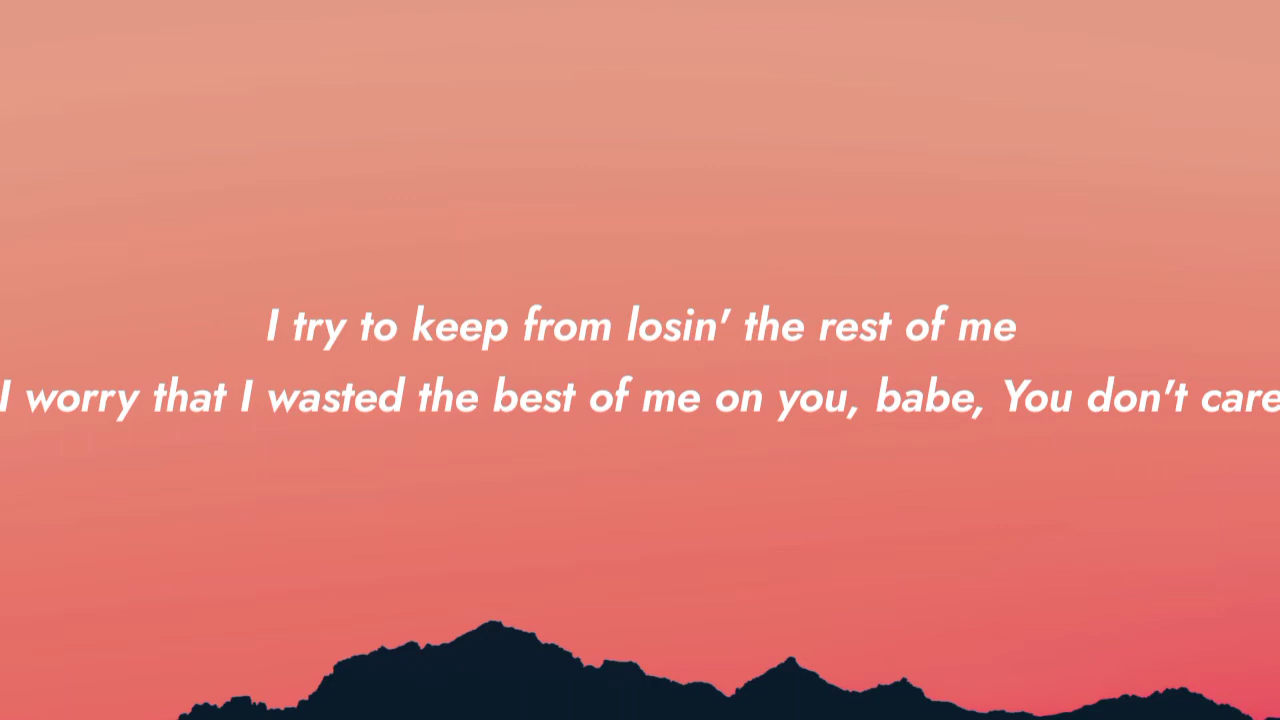 I try to keep from losin' the rest of me
I worry that I wasted the best of me on you, babe, You don't care